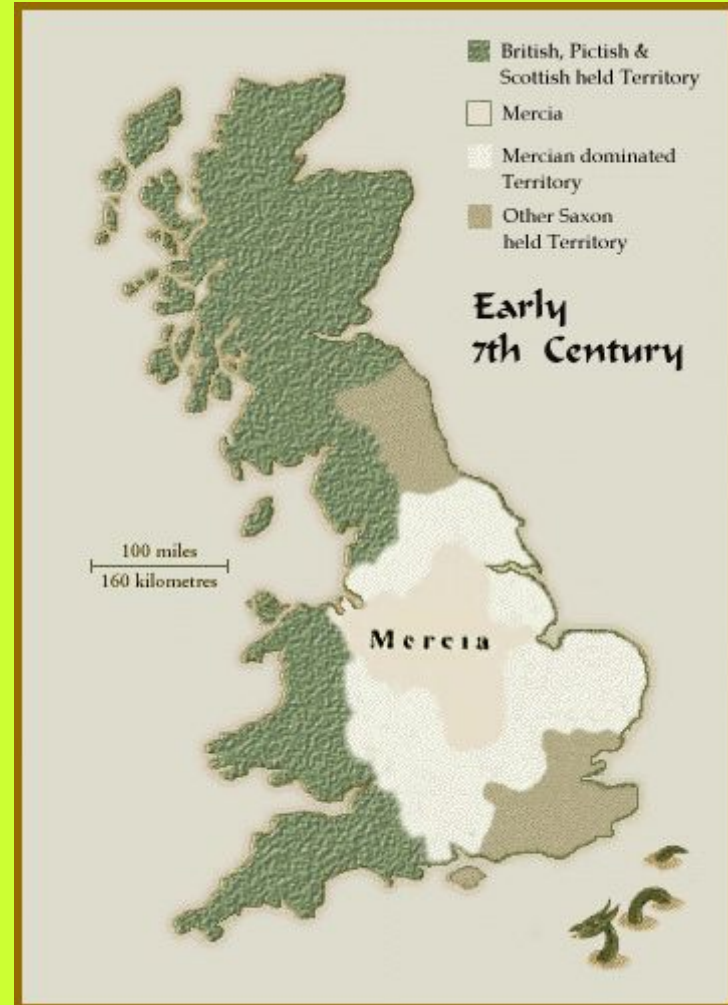 British, Pictish &
Scottish held Territory
Mercia
Mercian dominated
Territory
Other Saxon
held Territory
Early
7th Century
100 miles
160 kilometres
Mercia